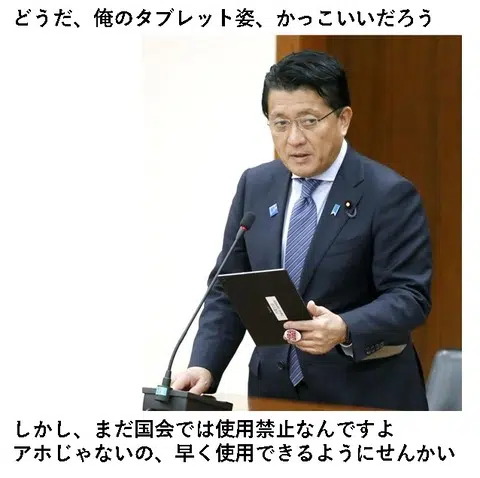 どうだ、俺のタブレット姿、かっこいいだろう
しかし、まだ国会では使用禁止なんですよ
アホじゃないの、早く使用できるようにせんかい